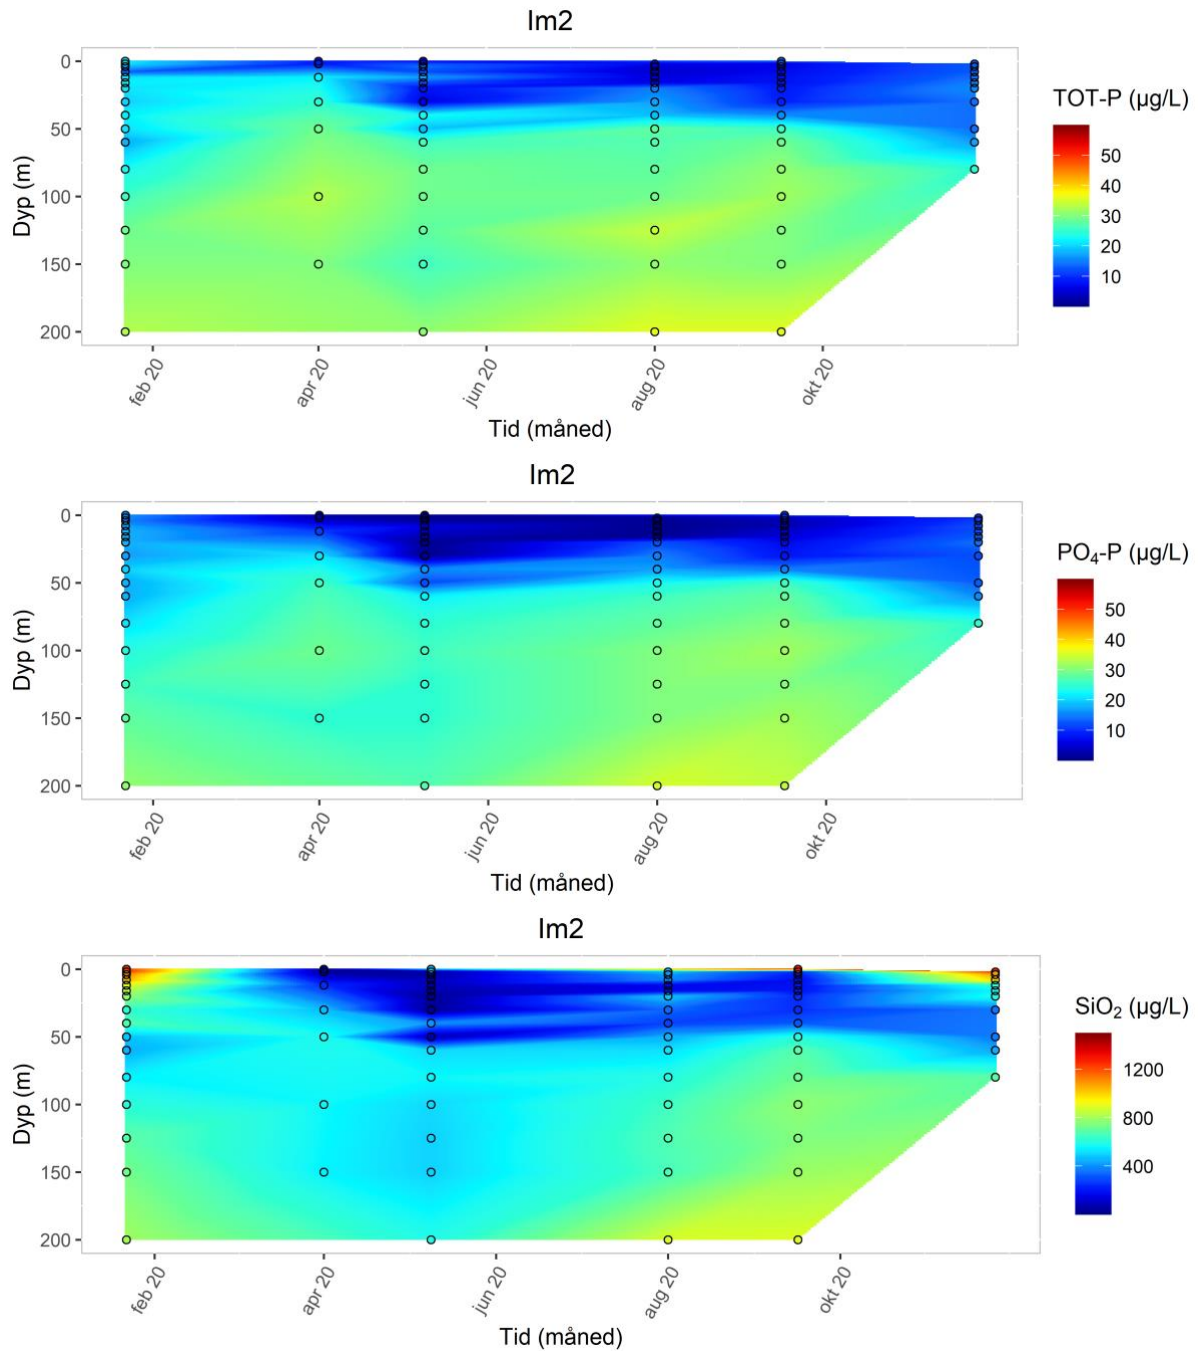 Im2
TOT-P (µg/L)
50
40
30
20
10
Dyp (m)
0
50
100
150
200
feb 20
apr 20
jun 20
aug 20
okt 20
Tid (måned)
Im2
PO₄-P (µg/L)
50
40
30
20
10
Dyp (m)
0
50
100
150
200
feb 20
apr 20
jun 20
aug 20
okt 20
Tid (måned)
Im2
SiO₂ (µg/L)
1200
800
400
Dyp (m)
0
50
100
150
200
feb 20
apr 20
jun 20
aug 20
okt 20
Tid (måned)